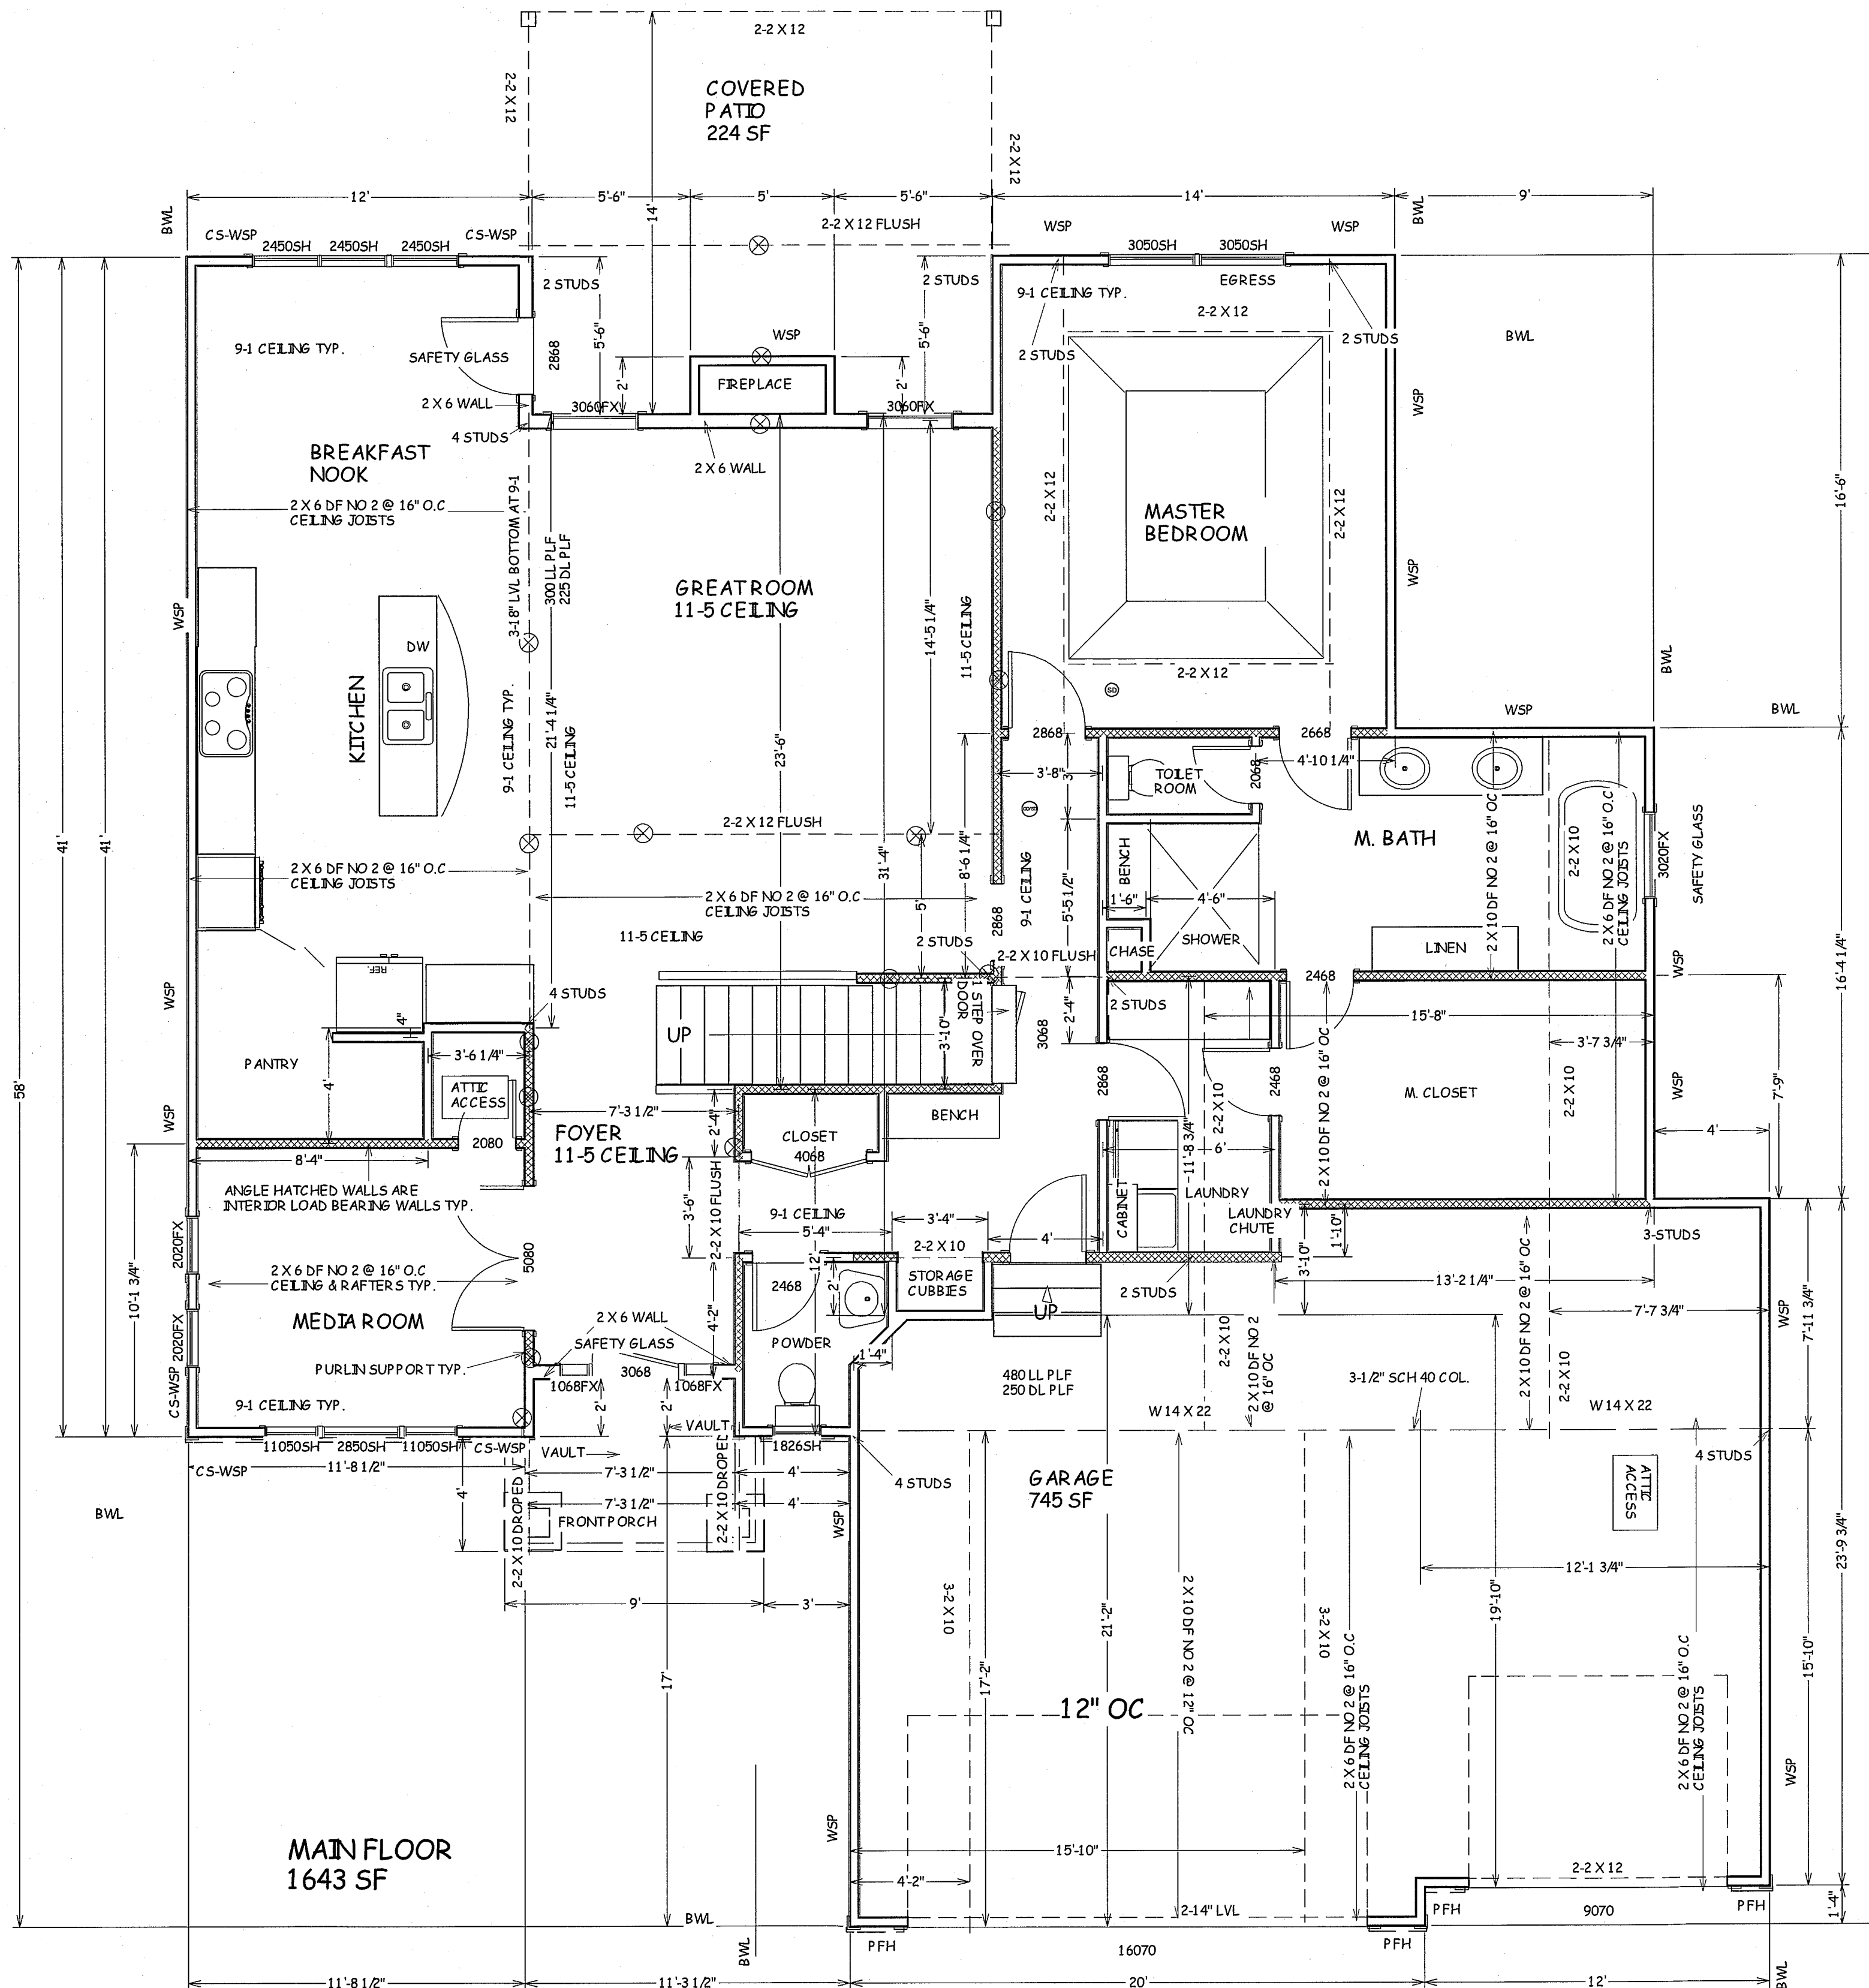 2-2 X 12
COVERED
PATIO
224 SF
2-2 X 12
2-2 X 12
14'
12'
5'-6"
5'
5'-6"
14'
9'
BWL
CS-WSP
CS-WSP
2450SH
2450SH
2450SH
2-2 X 12 FLUSH
WSP
WSP
BWL
3050SH
3050SH
EGRESS
2 STUDS
2 STUDS
9-1 CEILING TYP.
2-2 X 12
9-1 CEILING TYP.
SAFETY GLASS
2868
5'-6"
WSP
5'-6"
2 STUDS
2 STUDS
BWL
2'
FIREPLACE
2'
2 X 6 WALL
3060FX
3060FX
4 STUDS
2 X 6 WALL
WSP
BREAKFAST
NOOK
2 X 6 DF NO 2 @ 16" O.C
CEILING JOISTS
3-18" LVL BOTTOM AT 9-1
300 LL PLF
225 DL PLF
2-2 X 12
2-2 X 12
MASTER
BEDROOM
16'-6"
WSP
GREAT ROOM
11-5 CEILING
WSP
DW
KITCHEN
9-1 CEILING TYP.
21'-4 1/4"
11-5 CEILING
23'-6"
14'-5 1/4"
11-5 CEILING
2-2 X 12
SD
BWL
WSP
BWL
2868
2668
3'-8"
3'
TOILET
ROOM
2068
4'-10 1/4"
41'
41'
58'
2-2 X 12 FLUSH
31'-4"
8'-6 1/4"
M. BATH
2 X 10 DF NO 2 @ 16" OC
2-2 X 10
2 X 6 DF NO 2 @ 16" O.C
CEILING JOISTS
3020FX
SAFETY GLASS
2 X 6 DF NO 2 @ 16" O.C
CEILING JOISTS
2 X 6 DF NO 2 @ 16" O.C
CEILING JOISTS
5'
9-1 CEILING
5'-5 1/2"
BENCH
1'-6"
4'-6"
2868
11-5 CEILING
2 STUDS
2-2 X 10 FLUSH
CHASE
SHOWER
LINEN
WSP
16'-4 1/4"
REF.
WSP
4 STUDS
4"
UP
3'-10"
1 STEP OVER
DOOR
3068
2'-4"
2 STUDS
2468
15'-8"
3'-7 3/4"
PANTRY
4'
3'-6 1/4"
ATTIC
ACCESS
2868
2-2 X 10
2468
2 X 10 DF NO 2 @ 16" OC
M. CLOSET
2-2 X 10
WSP
7'-9"
WSP
2080
7'-3 1/2"
FOYER
11-5 CEILING
2'-4"
CLOSET
4068
BENCH
4'
8'-4"
11'-8 3/4"
6'
ANGLE HATCHED WALLS ARE
INTERIOR LOAD BEARING WALLS TYP.
3'-6"
2-2 X 10 FLUSH
9-1 CEILING
5'-4"
3'-4"
CABINET
LAUNDRY
LAUNDRY
CHUTE
1'-10"
3-STUDS
2020FX
5080
12'
2-2 X 10
4'
3'-10"
2 X 6 DF NO 2 @ 16" O.C
CEILING & RAFTERS TYP.
2468
2'
STORAGE
CUBBIES
2 STUDS
13'-2 1/4"
10'-1 3/4"
MEDIA ROOM
2 X 6 WALL
4'-2"
UP
7'-7 3/4"
WSP
7'-11 3/4"
2020FX
SAFETY GLASS
POWDER
1'-4"
2-2 X 10
2 X 10 DF NO 2
@ 16" OC
2 X 10 DF NO 2 @ 16" OC
2-2 X 10
PURLIN SUPPORT TYP.
3068
1068FX
1068FX
480 LL PLF
250 DL PLF
3-1/2" SCH 40 COL.
CS-WSP
9-1 CEILING TYP.
2'
2'
W 14 X 22
W 14 X 22
VAULT
11050SH
2850SH
11050SH
CS-WSP
VAULT
1826SH
4 STUDS
CS-WSP
11'-8 1/2"
7'-3 1/2"
4'
4 STUDS
GARAGE
745 SF
ATTIC
ACCESS
4'
7'-3 1/2"
4'
FRONT PORCH
2-2 X 10 DROPED
2-2 X 10 DROPED
BWL
WSP
9'
3'
3-2 X 10
2 X 10 DF NO 2 @ 12" OC
3-2 X 10
12'-1 3/4"
19'-10"
23'-9 3/4"
17'
17'-2"
21'-2"
12" OC
2 X 6 DF NO 2 @ 16" O.C
CEILING JOISTS
2 X 6 DF NO 2 @ 16" O.C
CEILING JOISTS
15'-10"
WSP
WSP
MAIN FLOOR
1643 SF
15'-10"
4'-2"
2-2 X 12
2-14" LVL
BWL
BWL
PFH
16070
PFH
PFH
9070
PFH
1'-4"
11'-8 1/2"
11'-3 1/2"
20'
12'
BWL